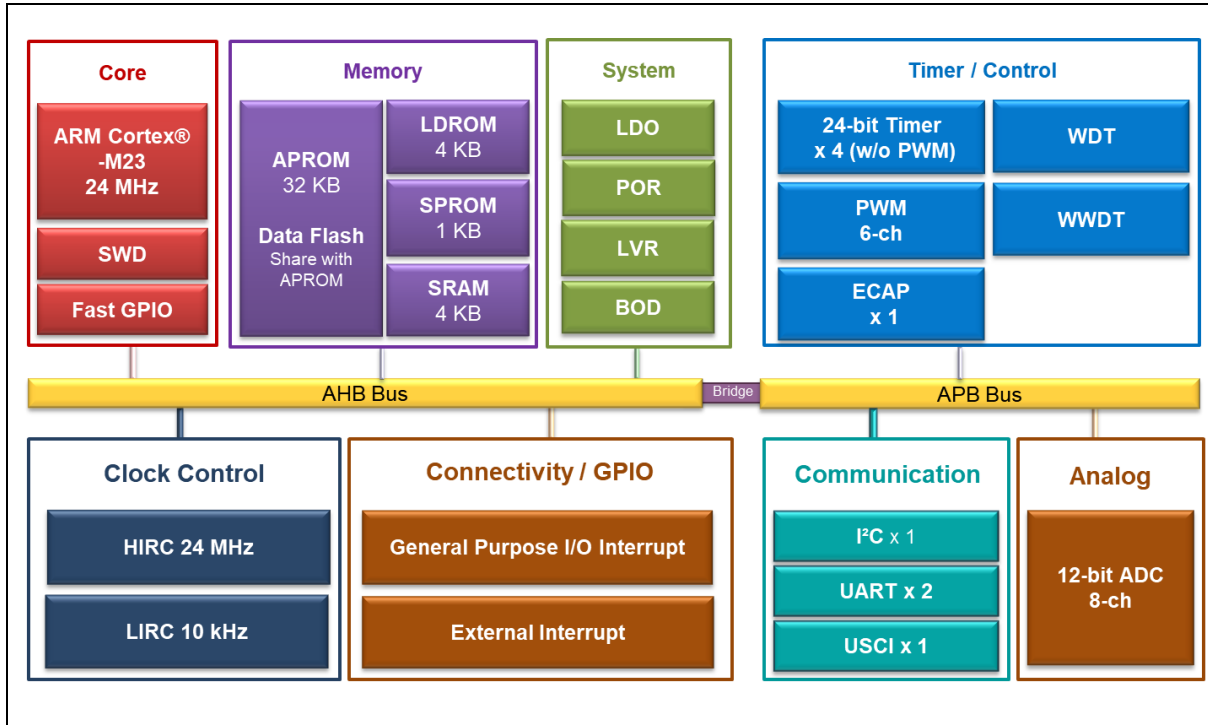 Core
ARM Cortex®
-M23
24 MHz
SWD
Fast GPIO
Memory
APROM
32 KB
Data Flash
Share with
APROM
LDROM
4 KB
SPROM
1 KB
SRAM
4 KB
System
LDO
POR
LVR
BOD
Timer / Control
24-bit Timer
x 4 (w/o PWM)
PWM
6-ch
ECAP
x 1
WDT
WWDT
AHB Bus
Bridge
APB Bus
Clock Control
HIRC 24 MHz
LIRC 10 kHz
Connectivity / GPIO
General Purpose I/O Interrupt
External Interrupt
Communication
I²C x 1
UART x 2
USCI x 1
Analog
12-bit ADC
8-ch